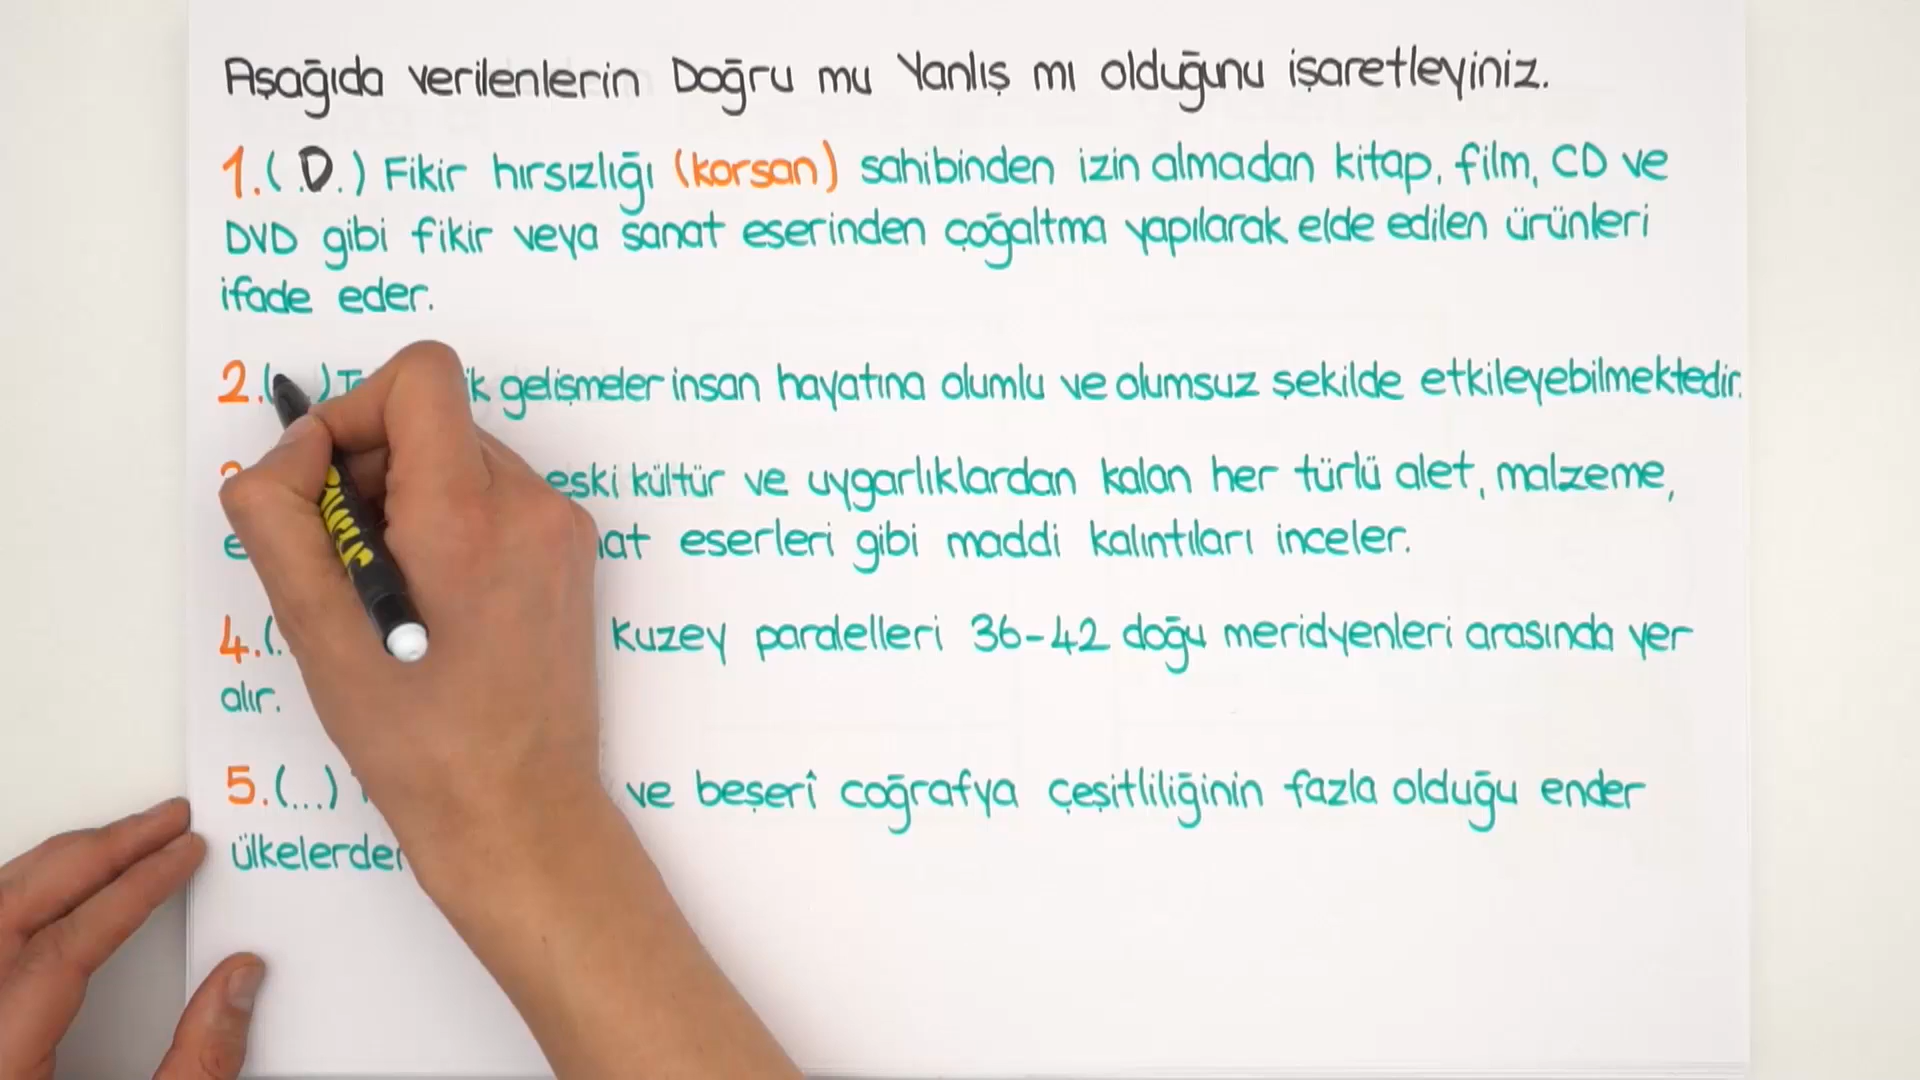 Aşağıda verilenlerin Doğru mu Yanlış mı olduğunu işaretleyiniz.
1.(.D.) Fikir hırsızlığı (korsan) sahibinden izin almadan kitap, film, CD ve
DVD gibi fikir veya sanat eserinden çoğaltma yapılarak elde edilen ürünleri
ifade eder.
2.( ) gelişmeler insan hayatına olumlu ve olumsuz şekilde etkileyebilmektedir.
eski kültür ve uygarlıklardan kalan her türlü alet, malzeme,
eserleri gibi maddi kalıntıları inceler.
4.(. Kuzey paralelleri 36-42 doğu meridyenleri arasında yer
alır.
5.(...) ve beşerî coğrafya çeşitliliğinin fazla olduğu ender